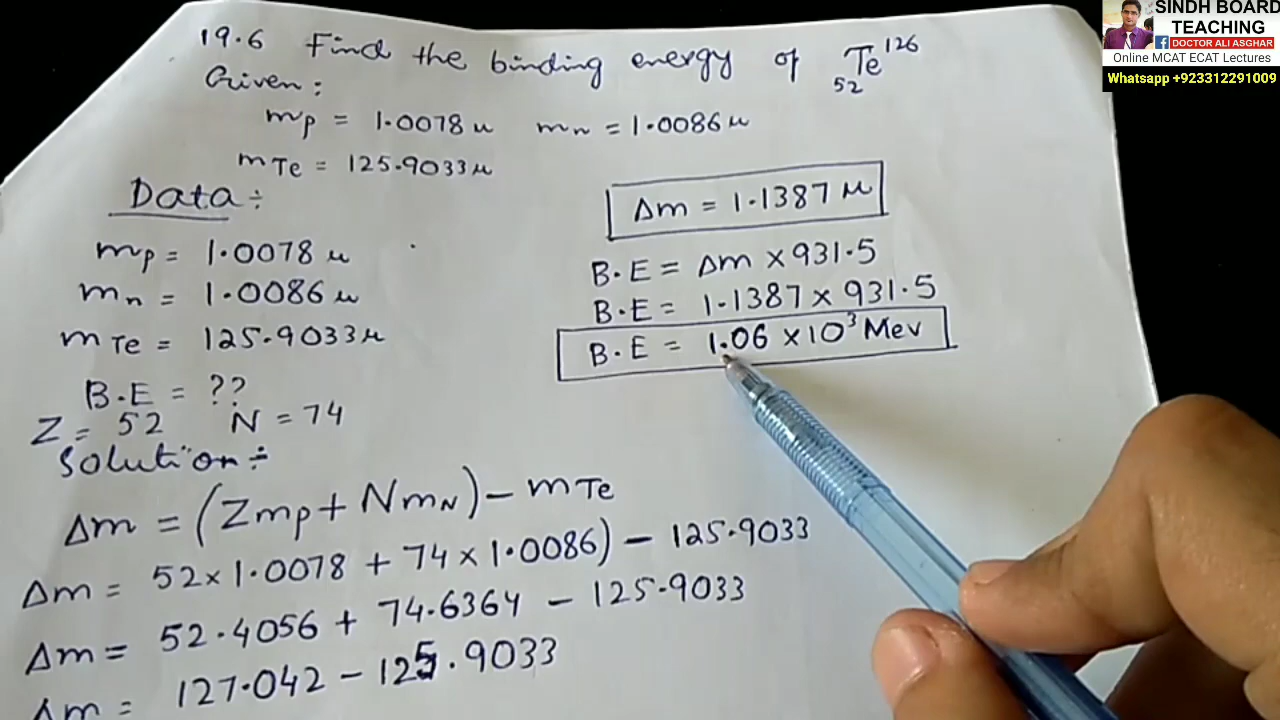 SINDH BOARD
TEACHING
DOCTOR ALI ASGHAR
Online MCAT ECAT Lectures
Whatsapp +923312291009
19.6 Find the binding energy of ₅₂Te¹²⁶
Given:
mp = 1.0078 u mn = 1.0086 u
mTe = 125.9033 u
Data ÷
mp = 1.0078 u
mn = 1.0086 u
mTe = 125.9033 u
B.E = ??
Z = 52 N = 74
Solution ÷
Δm = (Zmp + NmN) - mTe
Δm = 52 x 1.0078 + 74 x 1.0086) - 125.9033
Δm = 52.4056 + 74.6364 - 125.9033
Δm = 127.042 - 125.9033
Δm = 1.1387 u
B.E = Δm x 931.5
B.E = 1.1387 x 931.5
B.E = 1.06 x 10³ Mev